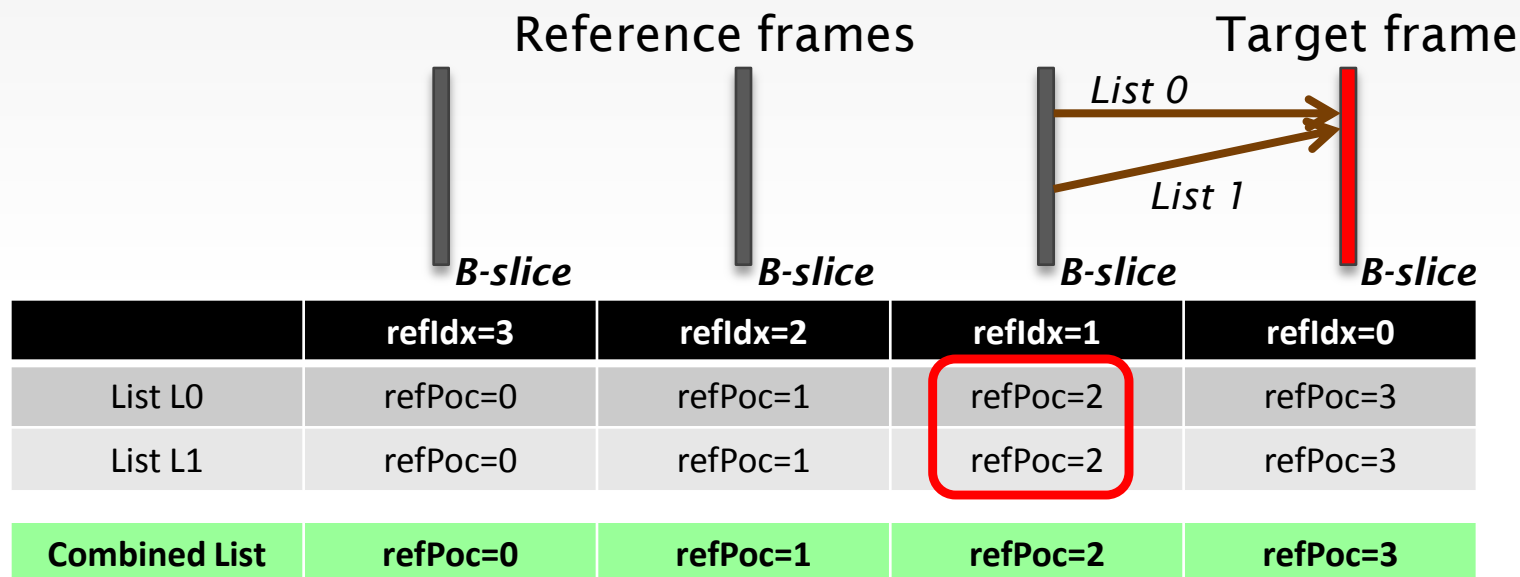 Reference frames Target frame
List 0
List 1
B-slice B-slice B-slice B-slice
refIdx=3 refIdx=2 refIdx=1 refIdx=0
List L0 refPoc=0 refPoc=1 refPoc=2 refPoc=3
List L1 refPoc=0 refPoc=1 refPoc=2 refPoc=3
Combined List refPoc=0 refPoc=1 refPoc=2 refPoc=3